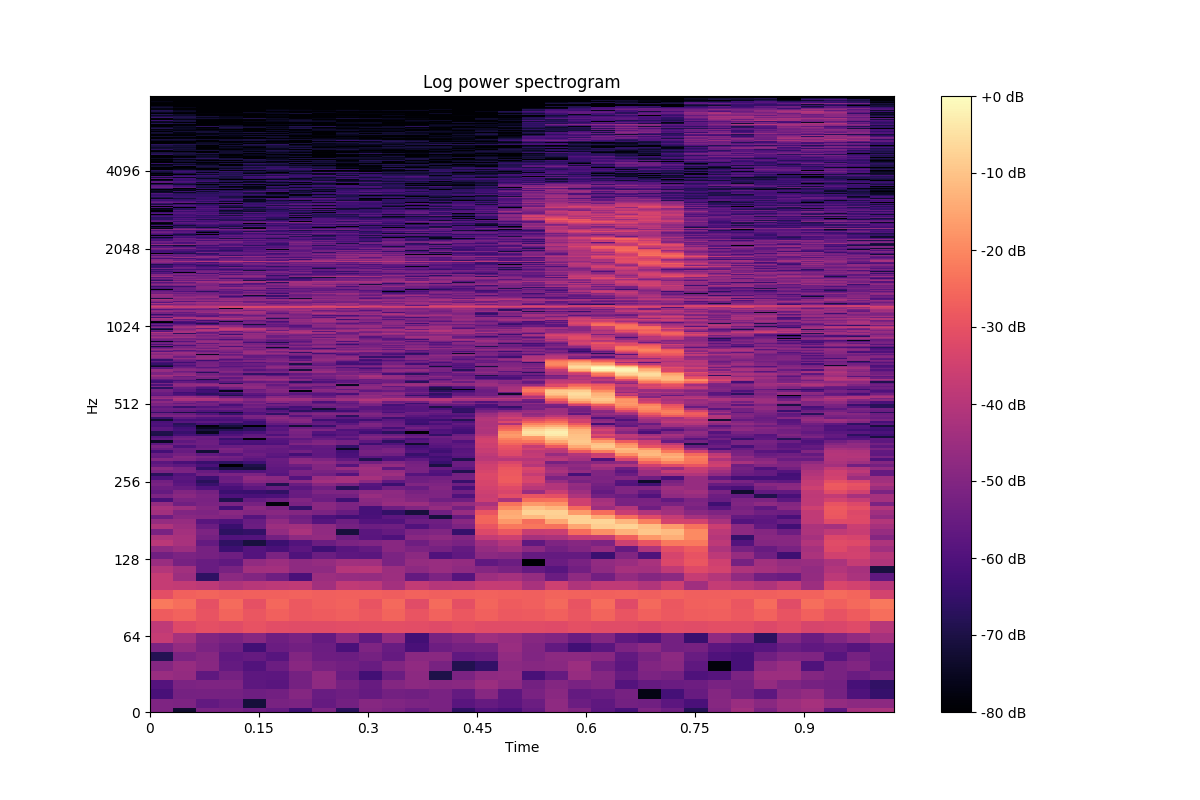 Log power spectrogram
+0 dB
4096
-10 dB
2048
-20 dB
1024
-30 dB
Hz
512
-40 dB
256
-50 dB
128
-60 dB
64
-70 dB
0
-80 dB
0 0.15 0.3 0.45 0.6 0.75 0.9
Time